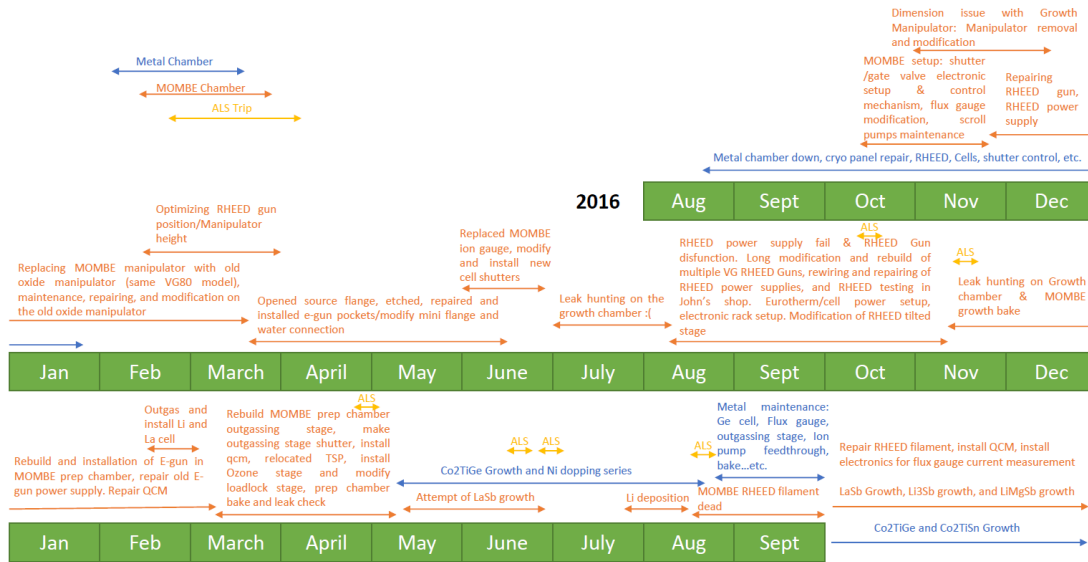 Metal Chamber
MOMBE Chamber
ALS Trip
Dimension issue with Growth
Manipulator: Manipulator removal
and modification
MOMBE setup: shutter
/gate valve electronic
setup & control
mechanism, flux gauge
modification, scroll
pumps maintenance
Repairing
RHEED gun,
RHEED power
supply
Metal chamber down, cryo panel repair, RHEED, Cells, shutter control, etc.
2016
Aug
Sept
Oct
Nov
Dec
Optimizing RHEED gun
position/Manipulator
height
Replacing MOMBE manipulator with old
oxide manipulator (same VG80 model),
maintenance, repairing, and modification on
the old oxide manipulator
Opened source flange, etched, repaired and
installed e-gun pockets/modify mini flange and
water connection
Replaced MOMBE
ion gauge, modify
and install new
cell shutters
Leak hunting on the
growth chamber :(
ALS
RHEED power supply fail & RHEED Gun
disfunction. Long modification and rebuild of
multiple VG RHEED Guns, rewiring and repairing of
RHEED power supplies, and RHEED testing in
John's shop. Eurotherm/cell power setup,
electronic rack setup. Modification of RHEED tilted
stage
ALS
Leak hunting on Growth
chamber & MOMBE
growth bake
Jan
Feb
March
April
May
June
July
Aug
Sept
Oct
Nov
Dec
Outgas and
install Li and
La cell
Rebuild and installation of E-gun in
MOMBE prep chamber, repair old E-
gun power supply. Repair QCM
ALS
Rebuild MOMBE prep chamber
outgassing stage, make
outgassing stage shutter, install
qcm, relocated TSP, install
Ozone stage and modify
loadlock stage, prep chamber
bake and leak check
ALS
ALS
Co2TiGe Growth and Ni dopping series
Attempt of LaSb growth
Li deposition
ALS
Metal maintenance:
Ge cell, Flux gauge,
outgassing stage, Ion
pump feedthrough,
bake...etc.
MOMBE RHEED filament
dead
Repair RHEED filament, install QCM, install
electronics for flux gauge current measurement
LaSb Growth, Li3Sb growth, and LiMgSb growth
Co2TiGe and Co2TiSn Growth
Jan
Feb
March
April
May
June
July
Aug
Sept